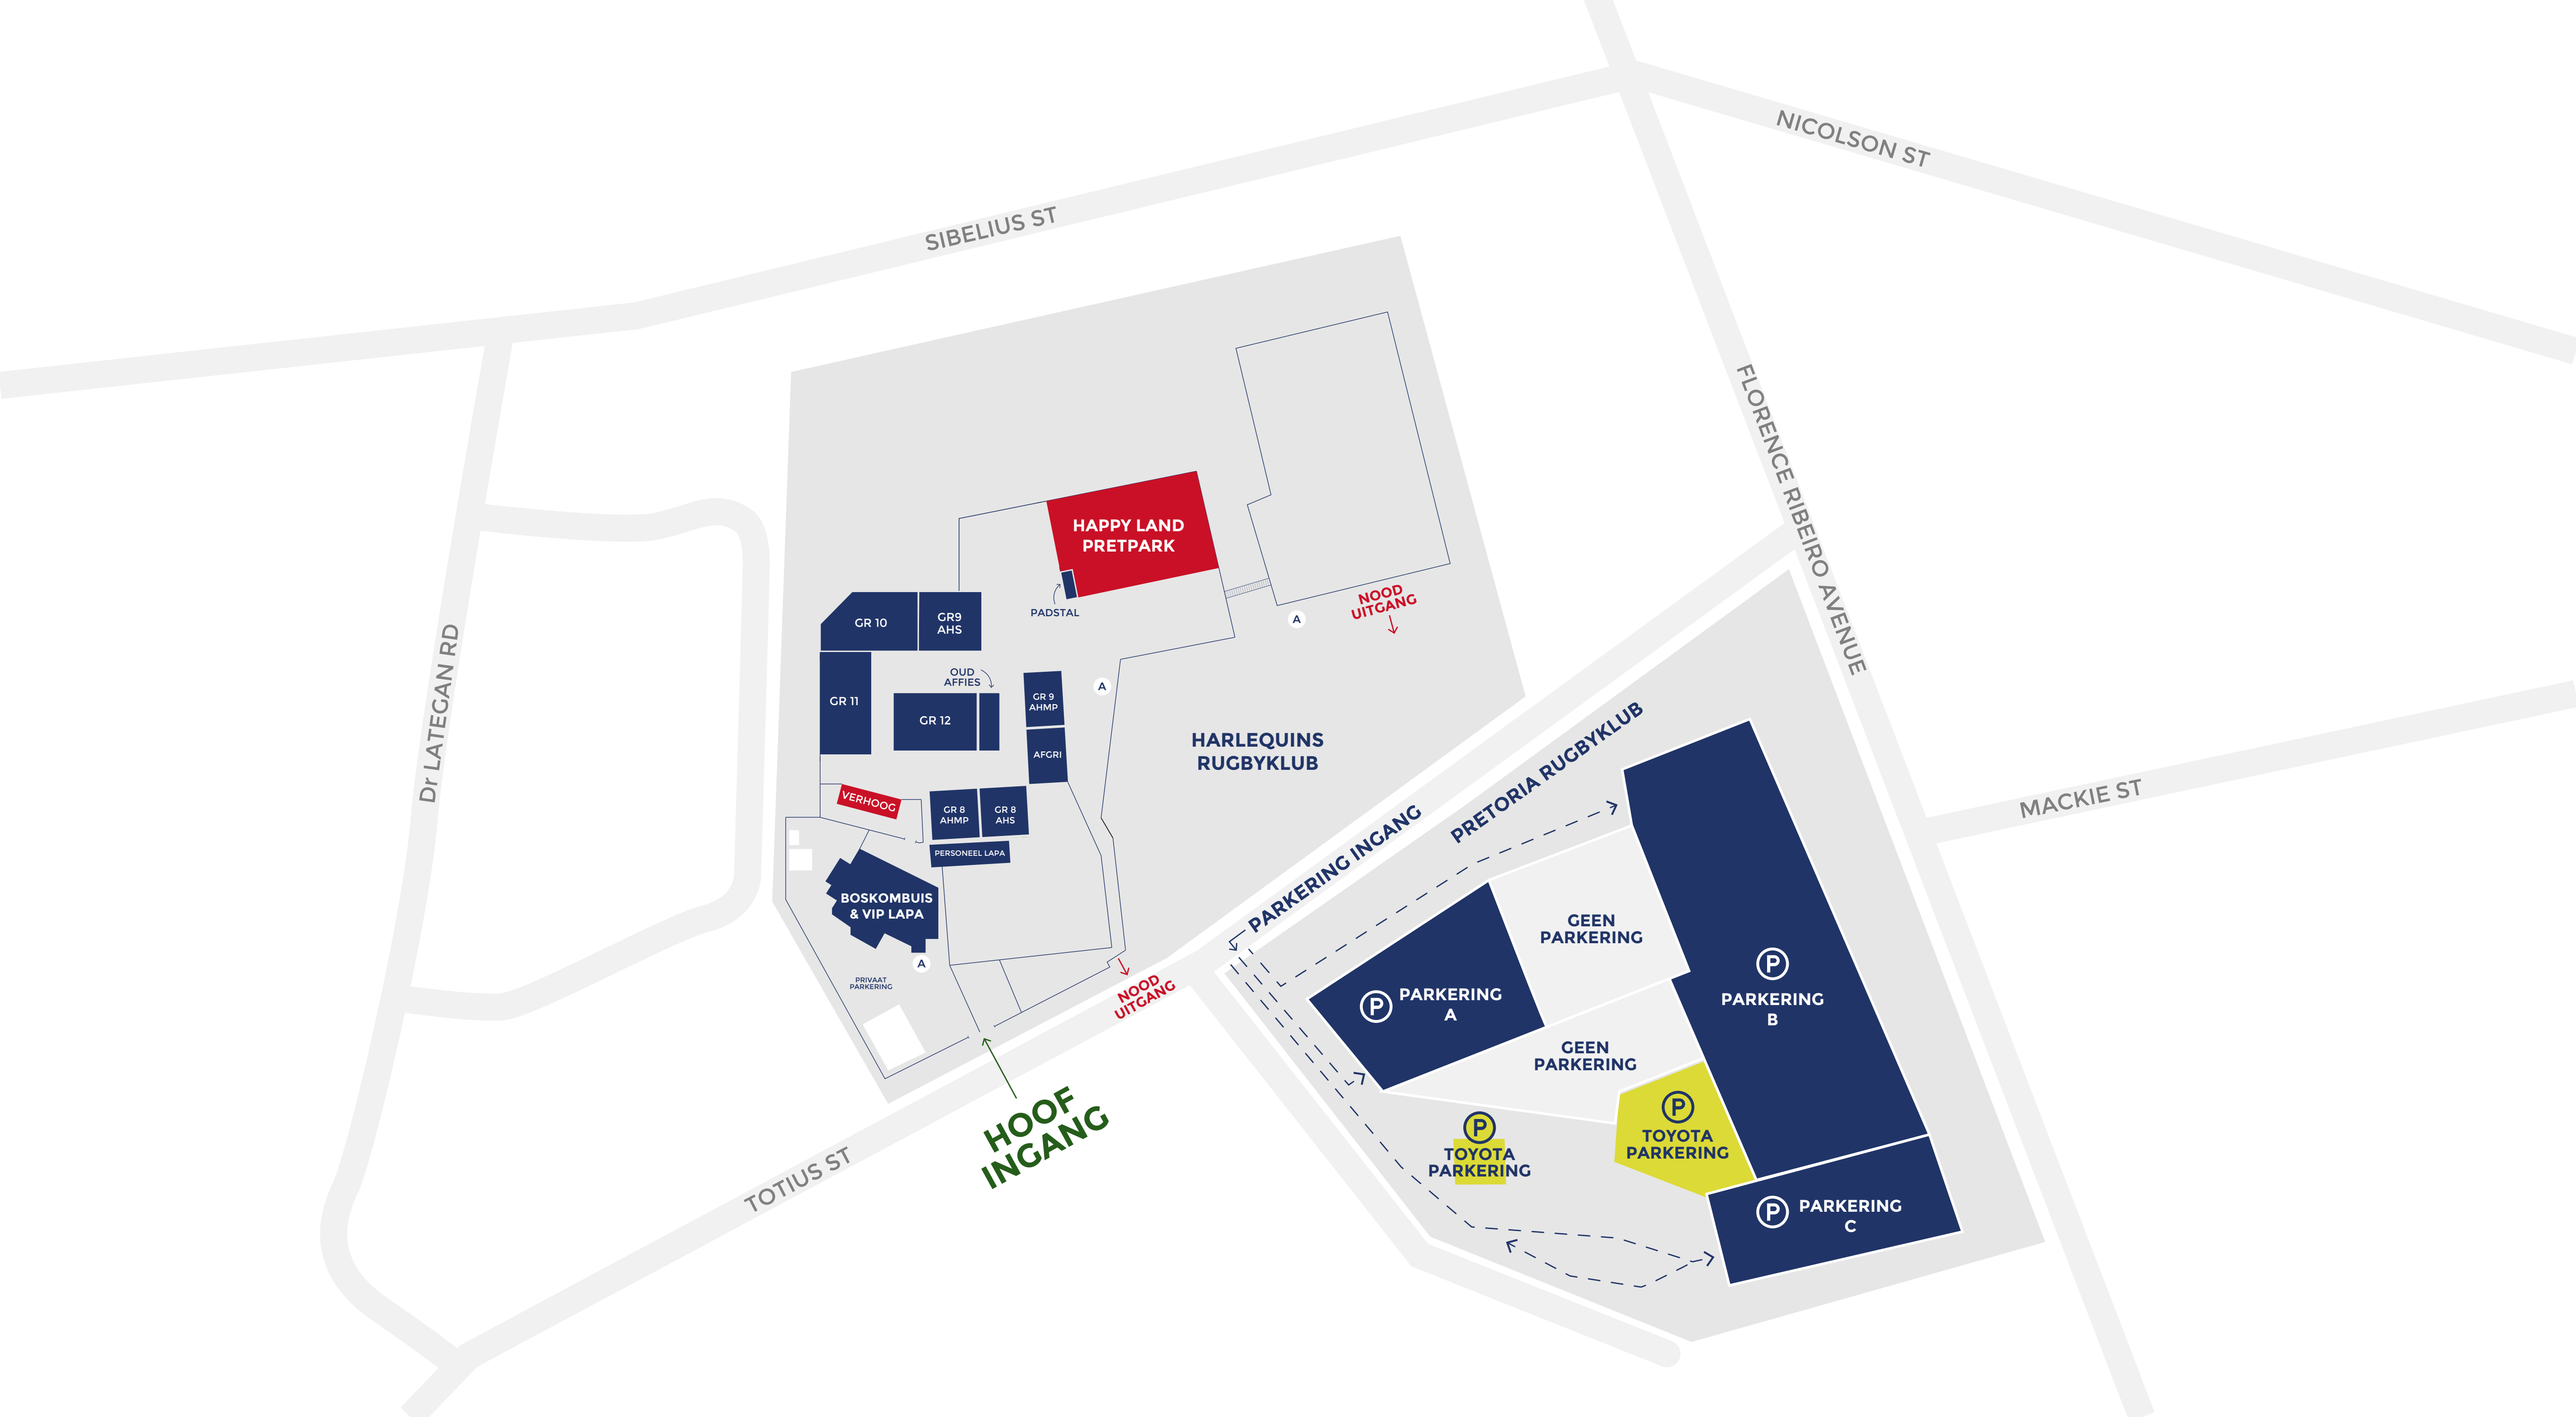 NICOLSON ST
SIBELIUS ST
FLORENCE RIBEIRO AVENUE
HAPPY LAND
PRETPARK
PADSTAL
NOOD
UITGANG
A
GR 10
GR9
AHS
Dr LATEGAN RD
GR 11
OUD
AFFIES
GR 12
GR 9
AHMP
A
AFGRI
HARLEQUINS
RUGBYKLUB
PRETORIA RUGBYKLUB
PARKERING INGANG
MACKIE ST
VERHOOG
GR 8
AHMP
GR 8
AHS
PERSONEEL LAPA
BOSKOMBUIS
& VIP LAPA
A
PRIVAAT
PARKERING
NOOD
UITGANG
GEEN
PARKERING
P
PARKERING
A
P
PARKERING
B
GEEN
PARKERING
HOOF
INGANG
TOTIUS ST
P
TOYOTA
PARKERING
P
TOYOTA
PARKERING
P
PARKERING
C